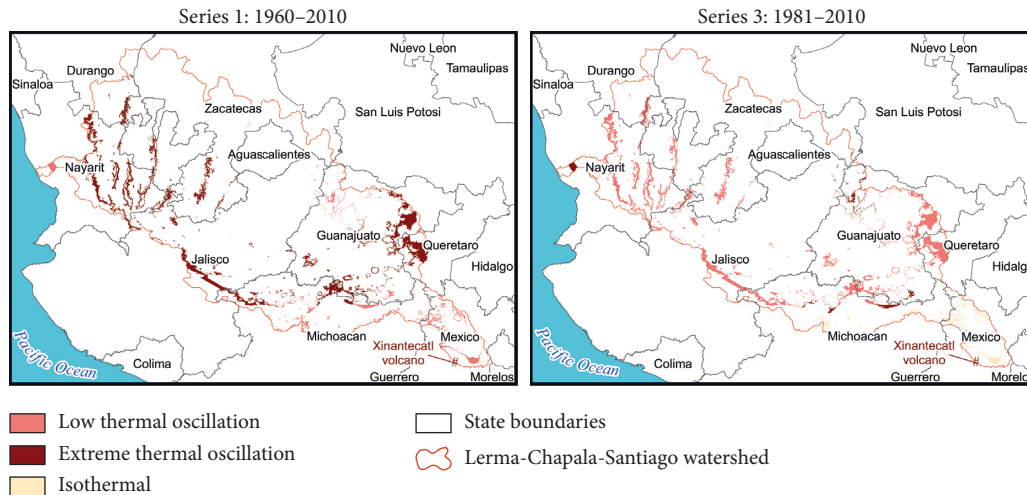 Series 1: 1960–2010
Nuevo Leon
Tamaulipas
Durango
Sinaloa
Zacatecas
San Luis Potosi
Aguascalientes
Nayarit
Guanajuato
Queretaro
Jalisco
Hidalgo
Michoacan
Mexico
Xinantecatl
volcano
#
Pacific Ocean
Colima
Guerrero
Morelos
Series 3: 1981–2010
Nuevo Leon
Tamaulipas
Durango
Sinaloa
Zacatecas
San Luis Potosi
Aguascalientes
Nayarit
Guanajuato
Queretaro
Jalisco
Hidalgo
Michoacan
Mexico
Xinantecatl
volcano
#
Pacific Ocean
Colima
Guerrero
Morelos
Low thermal oscillation
Extreme thermal oscillation
Isothermal
State boundaries
Lerma-Chapala-Santiago watershed